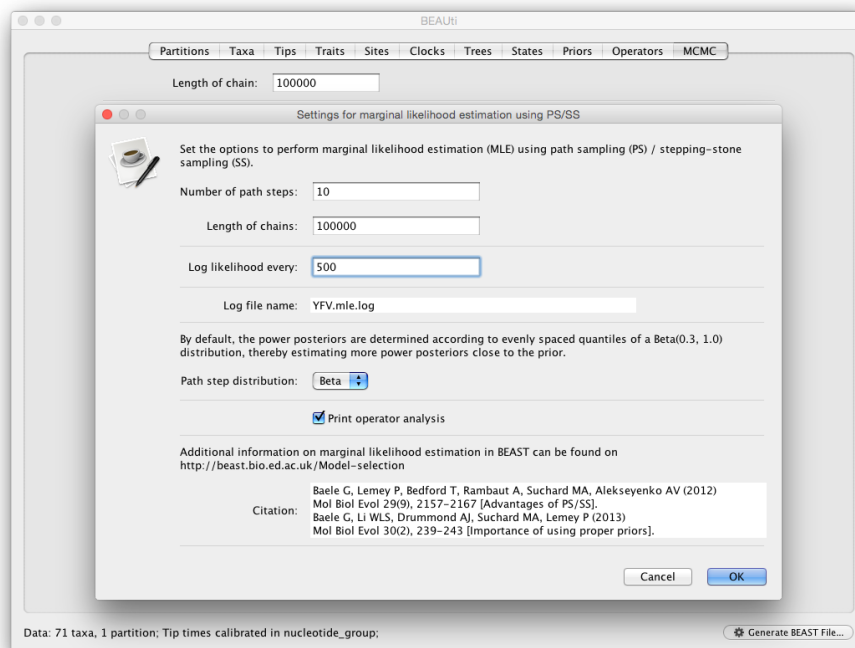 BEAUti
Partitions Taxa Tips Traits Sites Clocks Trees States Priors Operators MCMC
Length of chain: 100000
Settings for marginal likelihood estimation using PS/SS
Set the options to perform marginal likelihood estimation (MLE) using path sampling (PS) / stepping-stone
sampling (SS).
Number of path steps: 10
Length of chains: 100000
Log likelihood every: 500
Log file name: YFV.mle.log
By default, the power posteriors are determined according to evenly spaced quantiles of a Beta(0.3, 1.0)
distribution, thereby estimating more power posteriors close to the prior.
Path step distribution: Beta
Print operator analysis
Additional information on marginal likelihood estimation in BEAST can be found on
http://beast.bio.ed.ac.uk/Model-selection
Baele G, Lemey P, Bedford T, Rambaut A, Suchard MA, Alekseyenko AV (2012)
Mol Biol Evol 29(9), 2157-2167 [Advantages of PS/SS].
Citation:
Baele G, Li WLS, Drummond AJ, Suchard MA, Lemey P (2013)
Mol Biol Evol 30(2), 239-243 [Importance of using proper priors].
Cancel OK
Data: 71 taxa, 1 partition; Tip times calibrated in nucleotide_group;
Generate BEAST File...